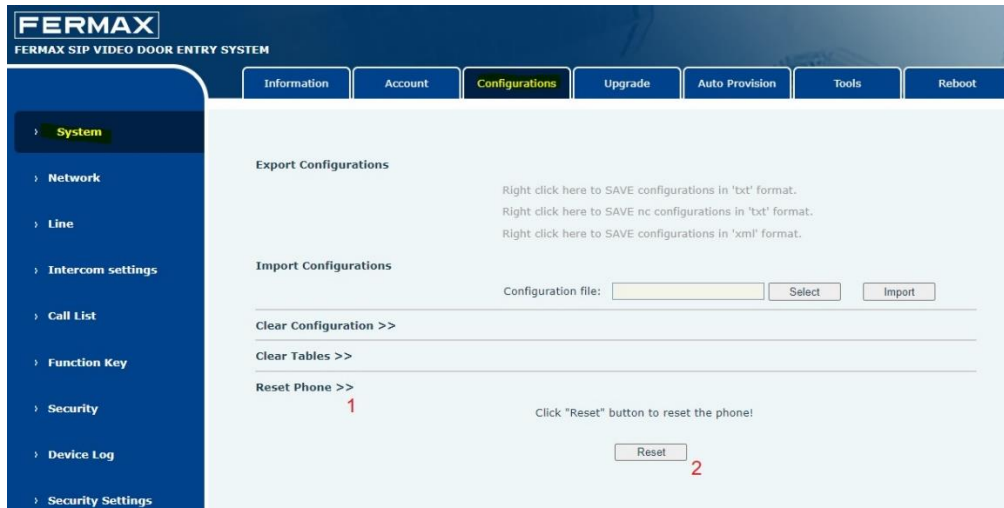 FERMAX
FERMAX SIP VIDEO DOOR ENTRY SYSTEM
Information Account Configurations Upgrade Auto Provision Tools Reboot
› System
› Network
› Line
› Intercom settings
› Call List
› Function Key
› Security
› Device Log
› Security Settings
Export Configurations
Right click here to SAVE configurations in 'txt' format.
Right click here to SAVE nc configurations in 'txt' format.
Right click here to SAVE configurations in 'xml' format.
Import Configurations
Configuration file: Select Import
Clear Configuration >>
Clear Tables >>
Reset Phone >>
1
Click "Reset" button to reset the phone!
Reset
2